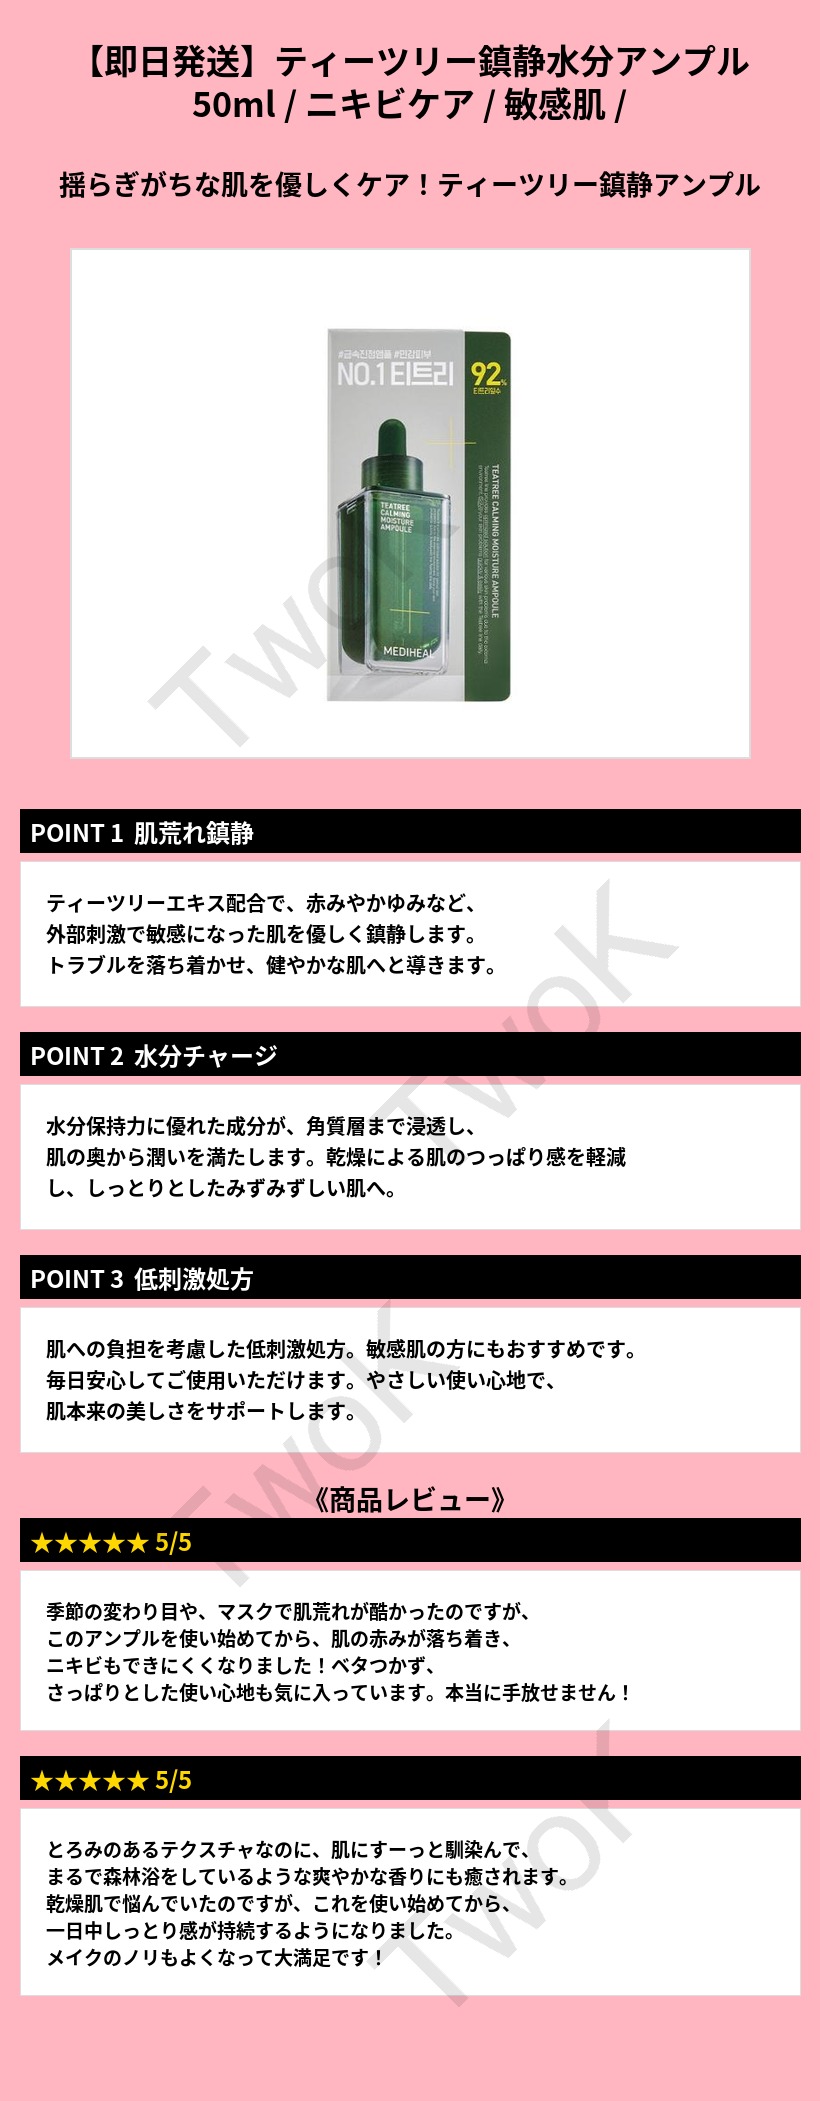 【即日発送】ティーツリー鎮静水分アンプル
50ml / ニキビケア / 敏感肌 /
揺らぎがちな肌を優しくケア！ティーツリー鎮静アンプル
#급속진정앰플 #민감피부
NO.1 티트리
92%
티트리잎수
TEATREE
CALMING
MOISTURE
AMPOULE
MEDIHEAL
TEATREE CALMING MOISTURE AMPOULE
TwoK
POINT 1 肌荒れ鎮静
ティーツリーエキス配合で、赤みやかゆみなど、
外部刺激で敏感になった肌を優しく鎮静します。
トラブルを落ち着かせ、健やかな肌へと導きます。
TwoK
POINT 2 水分チャージ
水分保持力に優れた成分が、角質層まで浸透し、
肌の奥から潤いを満たします。乾燥による肌のつっぱり感を軽減
し、しっとりとしたみずみずしい肌へ。
POINT 3 低刺激処方
肌への負担を考慮した低刺激処方。敏感肌の方にもおすすめです。
毎日安心してご使用いただけます。やさしい使い心地で、
肌本来の美しさをサポートします。
TwoK
《商品レビュー》
★★★★★ 5/5
季節の変わり目や、マスクで肌荒れが酷かったのですが、
このアンプルを使い始めてから、肌の赤みが落ち着き、
ニキビもできにくくなりました！ベタつかず、
さっぱりとした使い心地も気に入っています。本当に手放せません！
★★★★★ 5/5
とろみのあるテクスチャなのに、肌にすーっと馴染んで、
まるで森林浴をしているような爽やかな香りにも癒されます。
乾燥肌で悩んでいたのですが、これを使い始めてから、
一日中しっとり感が持続するようになりました。
メイクのノリもよくなって大満足です！
TwoK